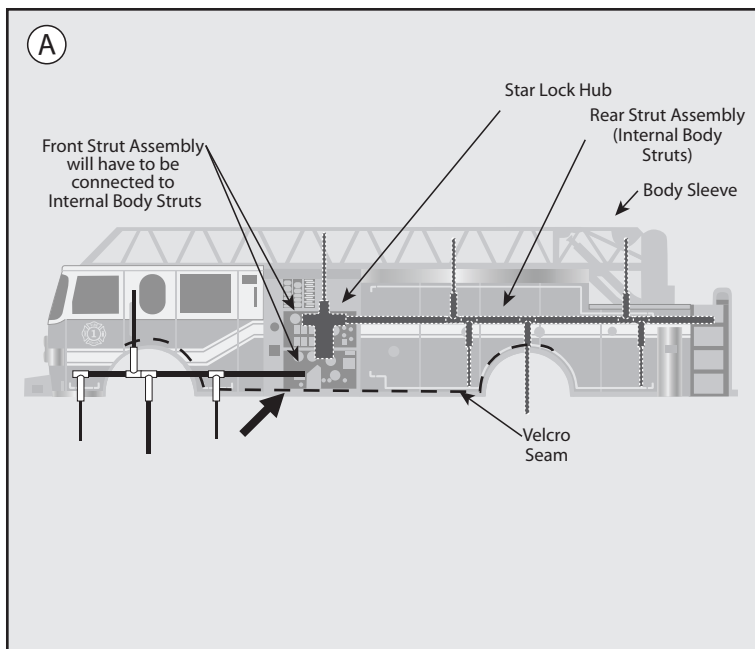 A
Star Lock Hub
Rear Strut Assembly
(Internal Body
Struts)
Front Strut Assembly
will have to be
connected to
Internal Body Struts
Body Sleeve
1
Velcro
Seam